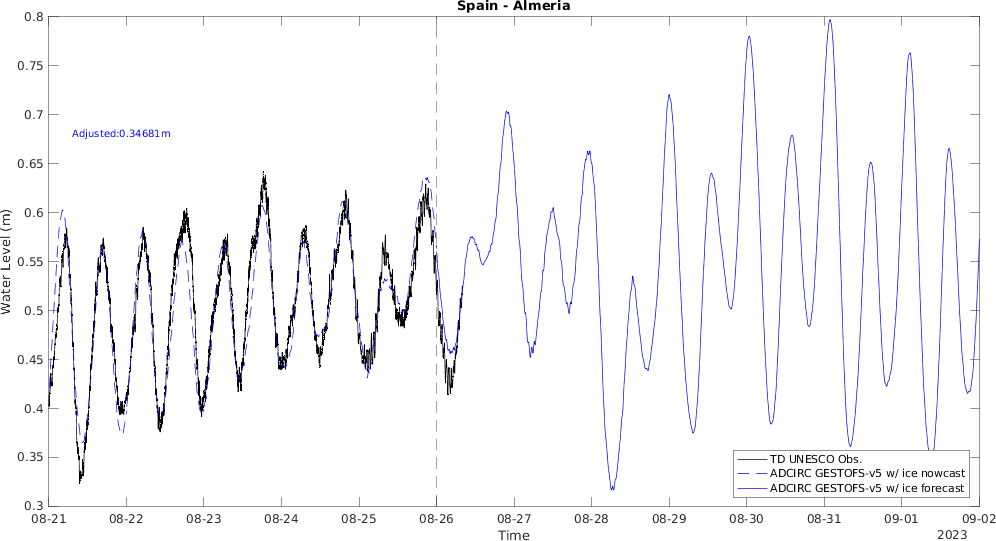 Spain - Almeria
Water Level (m)
0.8
0.75
0.7
0.65
0.6
0.55
0.5
0.45
0.4
0.35
0.3
Adjusted:0.34681m
TD UNESCO Obs.
ADCIRC GESTOFS-v5 w/ ice nowcast
ADCIRC GESTOFS-v5 w/ ice forecast
08-21 08-22 08-23 08-24 08-25 08-26 08-27 08-28 08-29 08-30 08-31 09-01 09-02
Time
2023